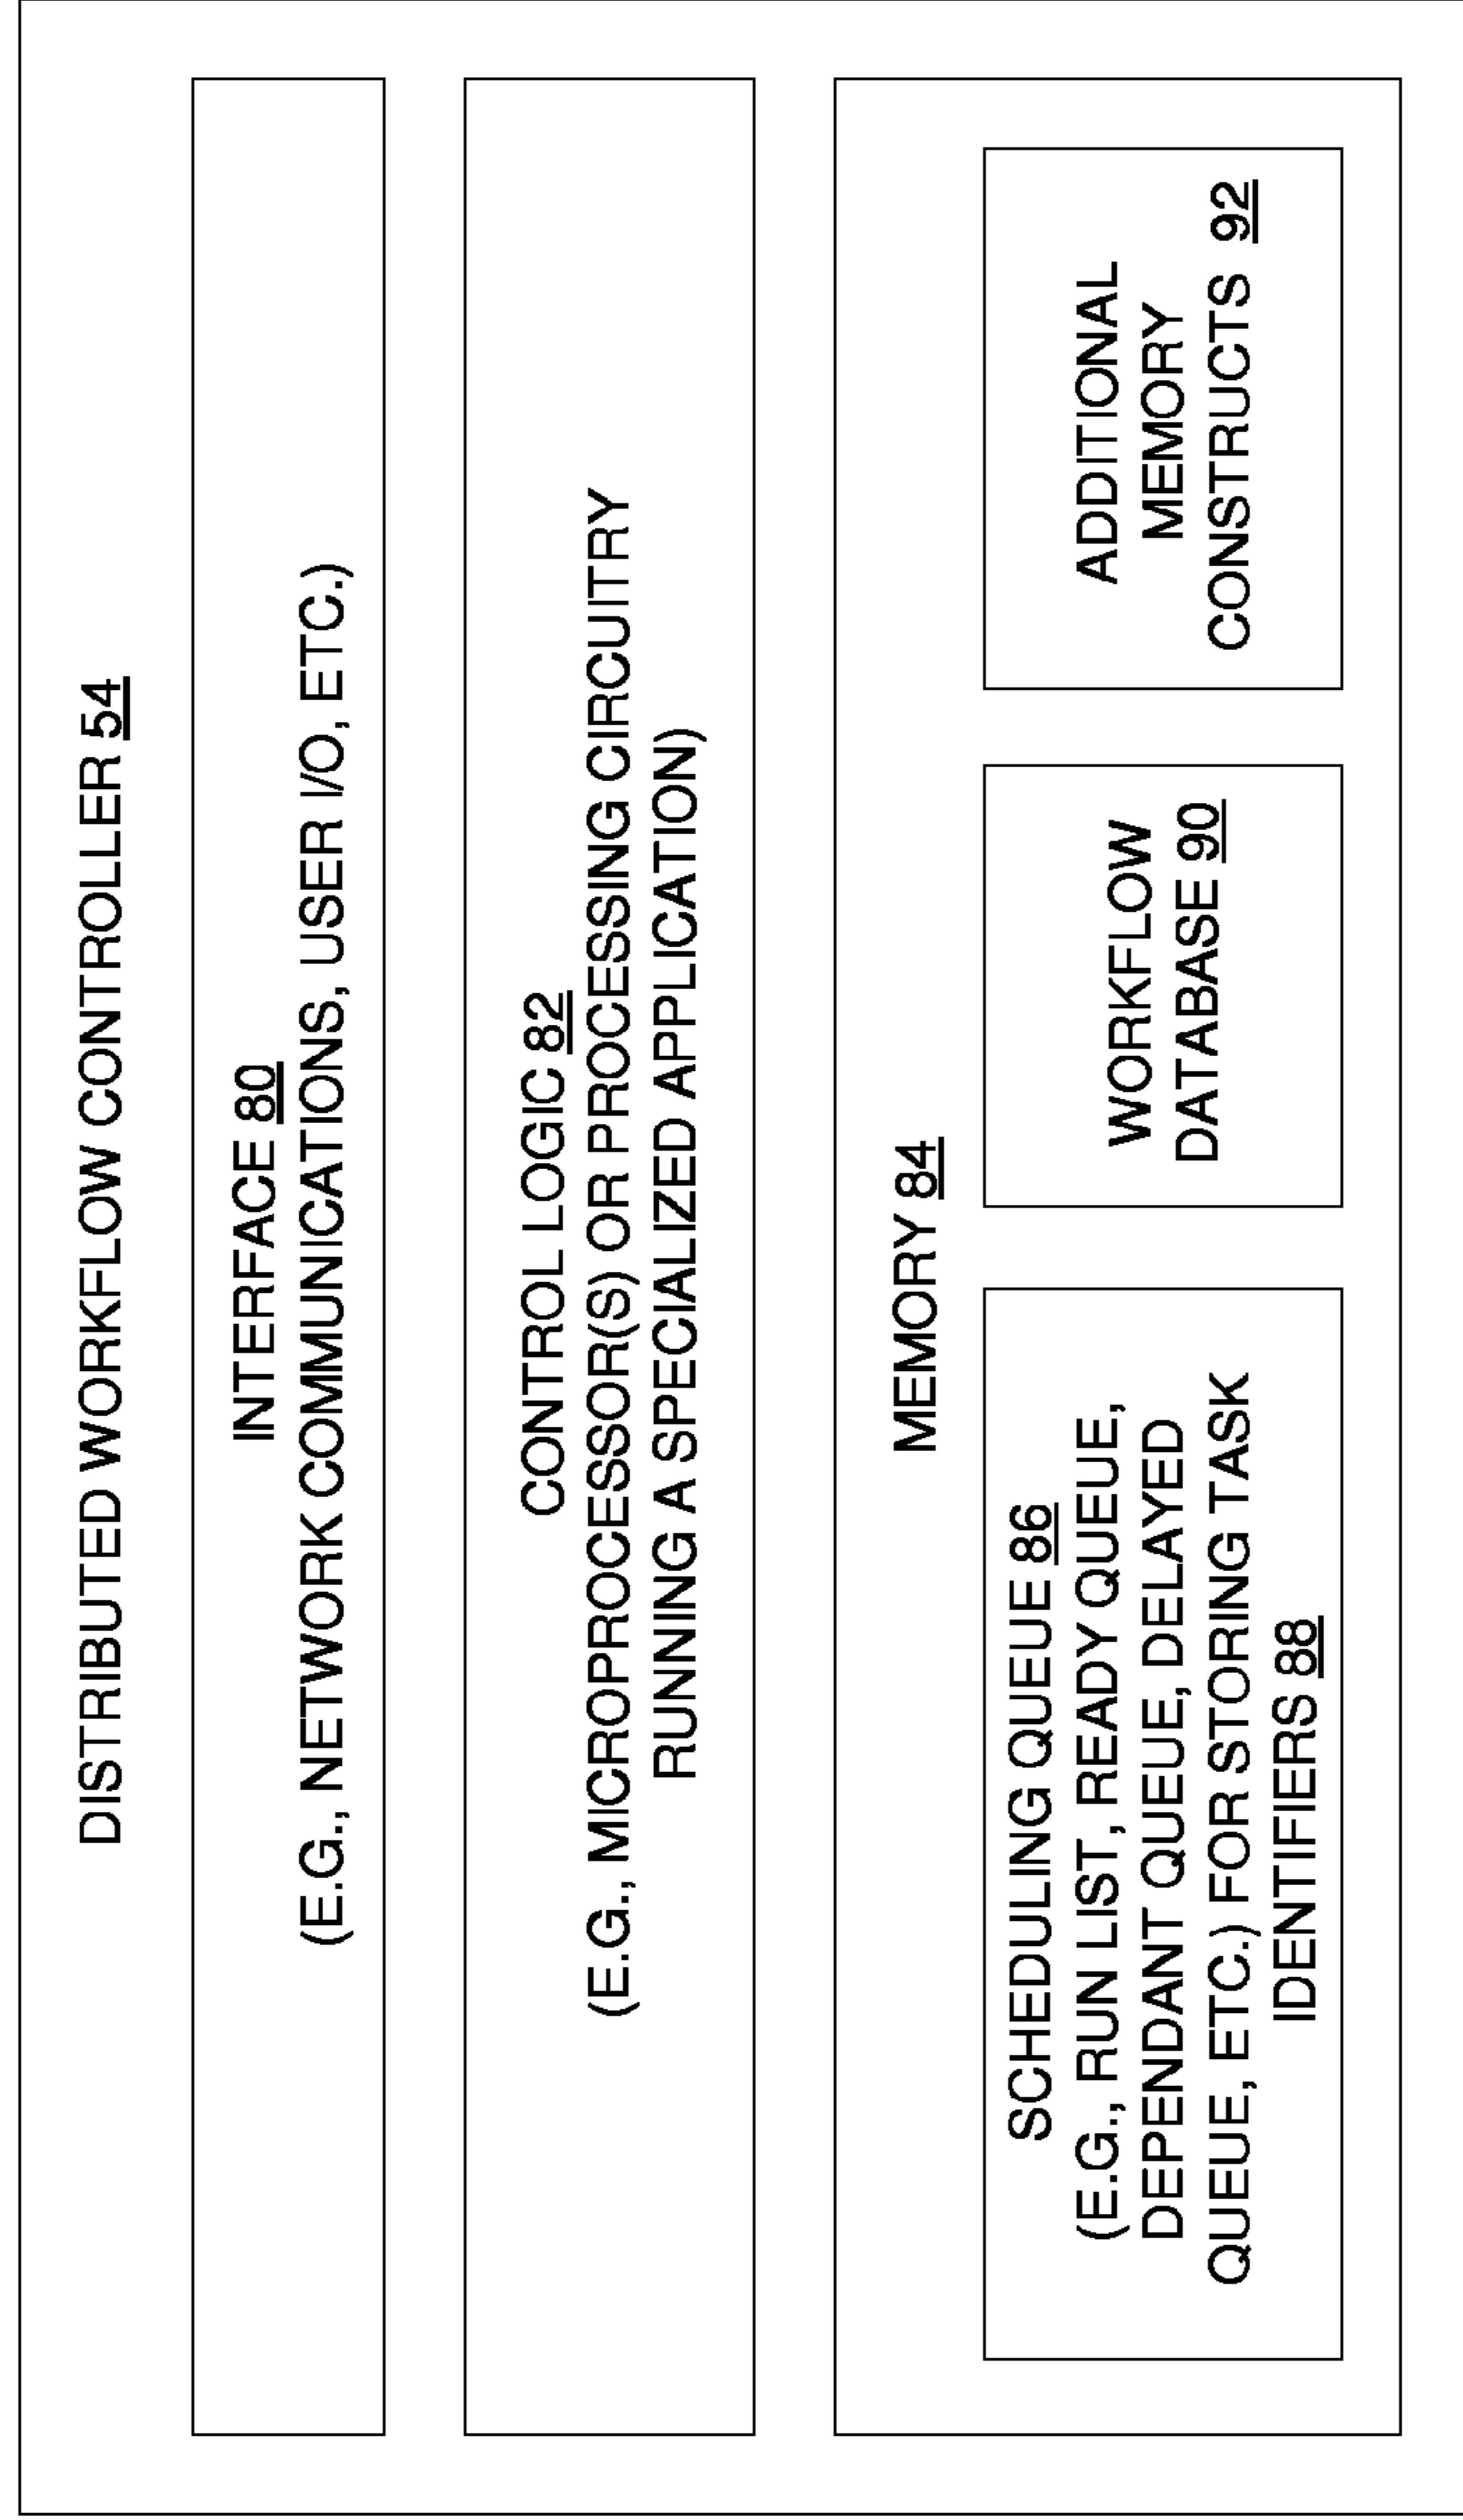 DISTRIBUTED WORKFLOW CONTROLLER 54
INTERFACE 80
(E.G., NETWORK COMMUNICATIONS, USER I/O, ETC.)
CONTROL LOGIC 82
(E.G., MICROPROCESSOR(S) OR PROCESSING CIRCUITRY
RUNNING A SPECIALIZED APPLICATION)
MEMORY 84
SCHEDULING QUEUE 86
(E.G., RUN LIST, READY QUEUE,
DEPENDANT QUEUE, DELAYED
QUEUE, ETC.) FOR STORING TASK
IDENTIFIERS 88
WORKFLOW
DATABASE 90
ADDITIONAL
MEMORY
CONSTRUCTS 92